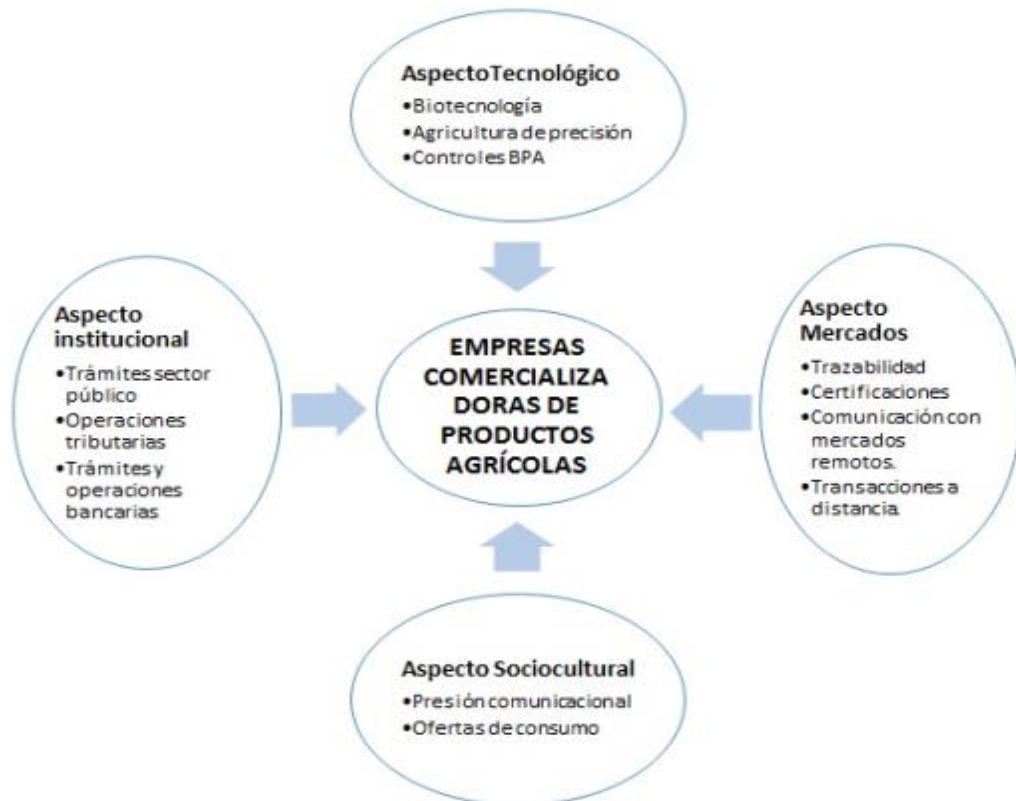 Aspecto Tecnológico
•Biotecnología
•Agricultura de precisión
•Controles BPA
Aspecto
institucional
•Trámites sector
público
•Operaciones
tributarias
•Trámites y
operaciones
bancarias
EMPRESAS
COMERCIALIZA
DORAS DE
PRODUCTOS
AGRÍCOLAS
Aspecto
Mercados
•Trazabilidad
•Certificaciones
•Comunicación con
mercados
remotos.
•Transacciones a
distancia.
Aspecto Sociocultural
•Presión comunicacional
•Ofertas de consumo